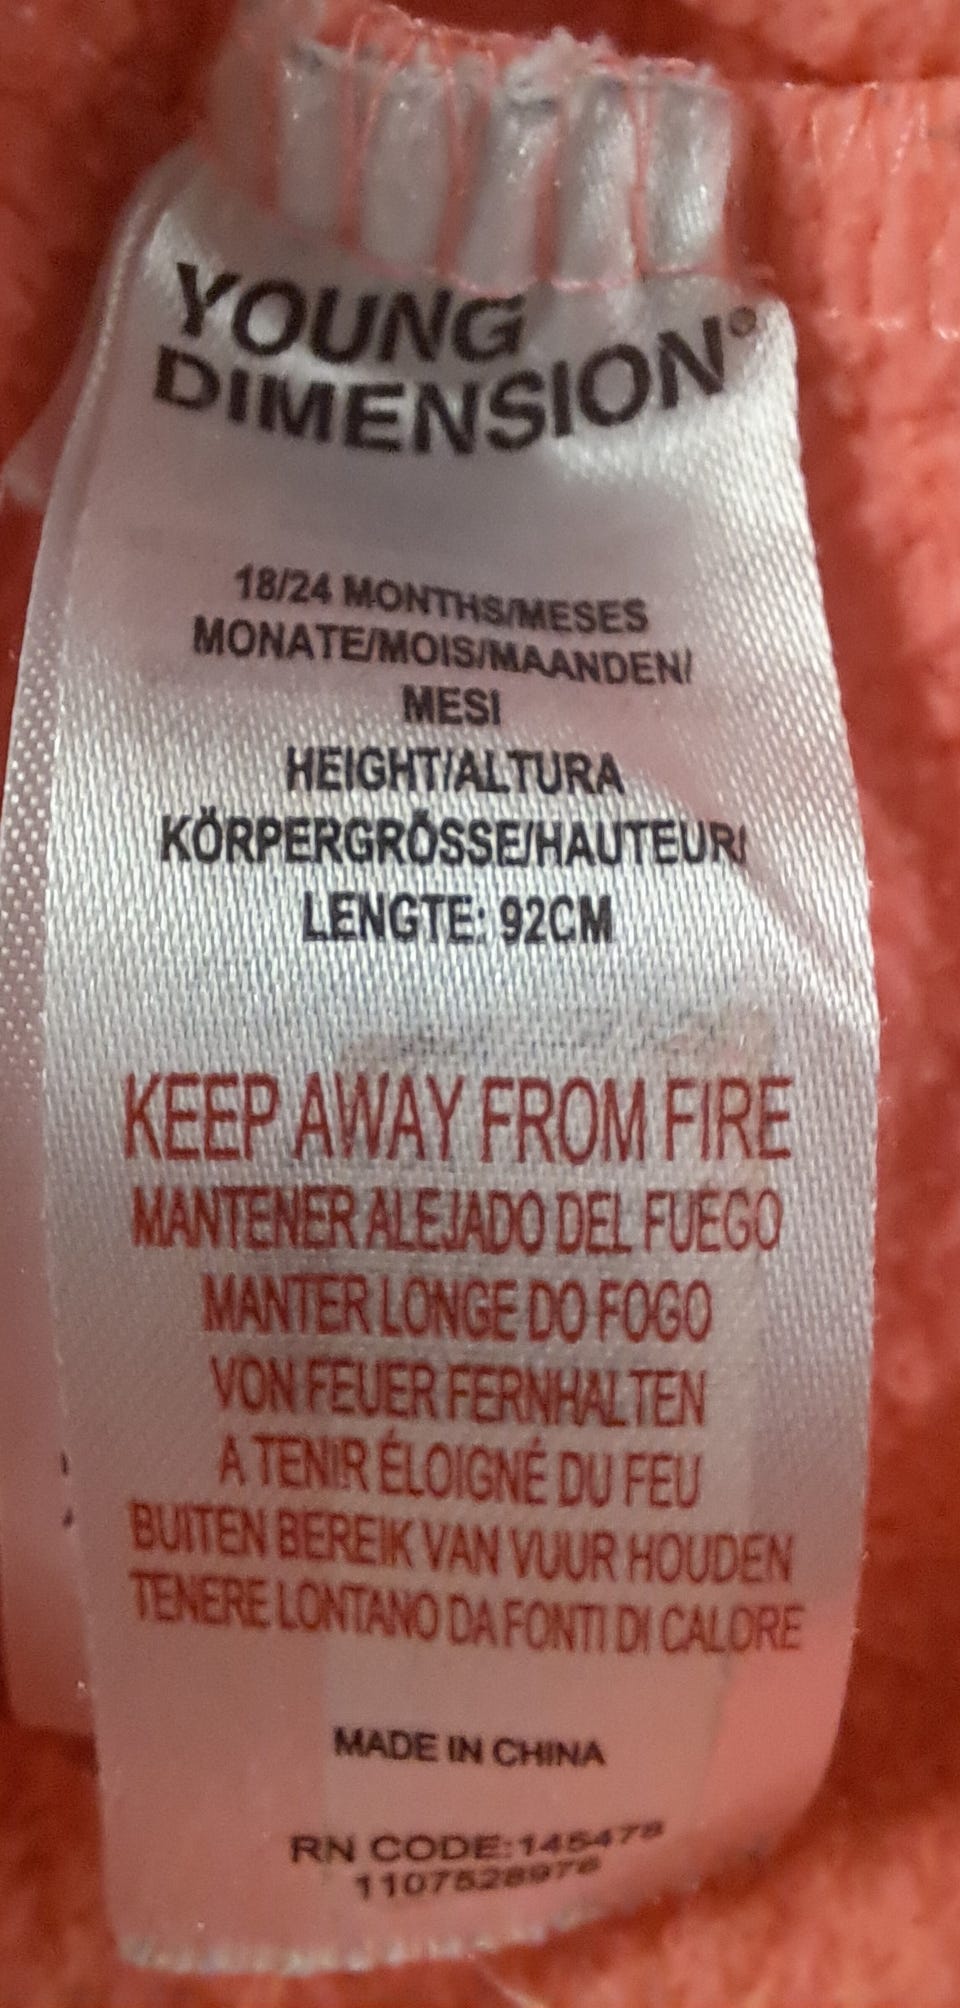 YOUNG
DIMENSION®
18/24 MONTHS/MESES
MONATE/MOIS/MAANDEN/
MESI
HEIGHT/ALTURA
KÖRPERGRÖSSE/HAUTEUR/
LENGTE: 92CM
KEEP AWAY FROM FIRE
MANTENER ALEJADO DEL FUEGO
MANTER LONGE DO FOGO
VON FEUER FERNHALTEN
A TENIR ÉLOIGNÉ DU FEU
BUITEN BEREIK VAN VUUR HOUDEN
TENERE LONTANO DA FONTI DI CALORE
MADE IN CHINA
RN CODE:145478
1107528976